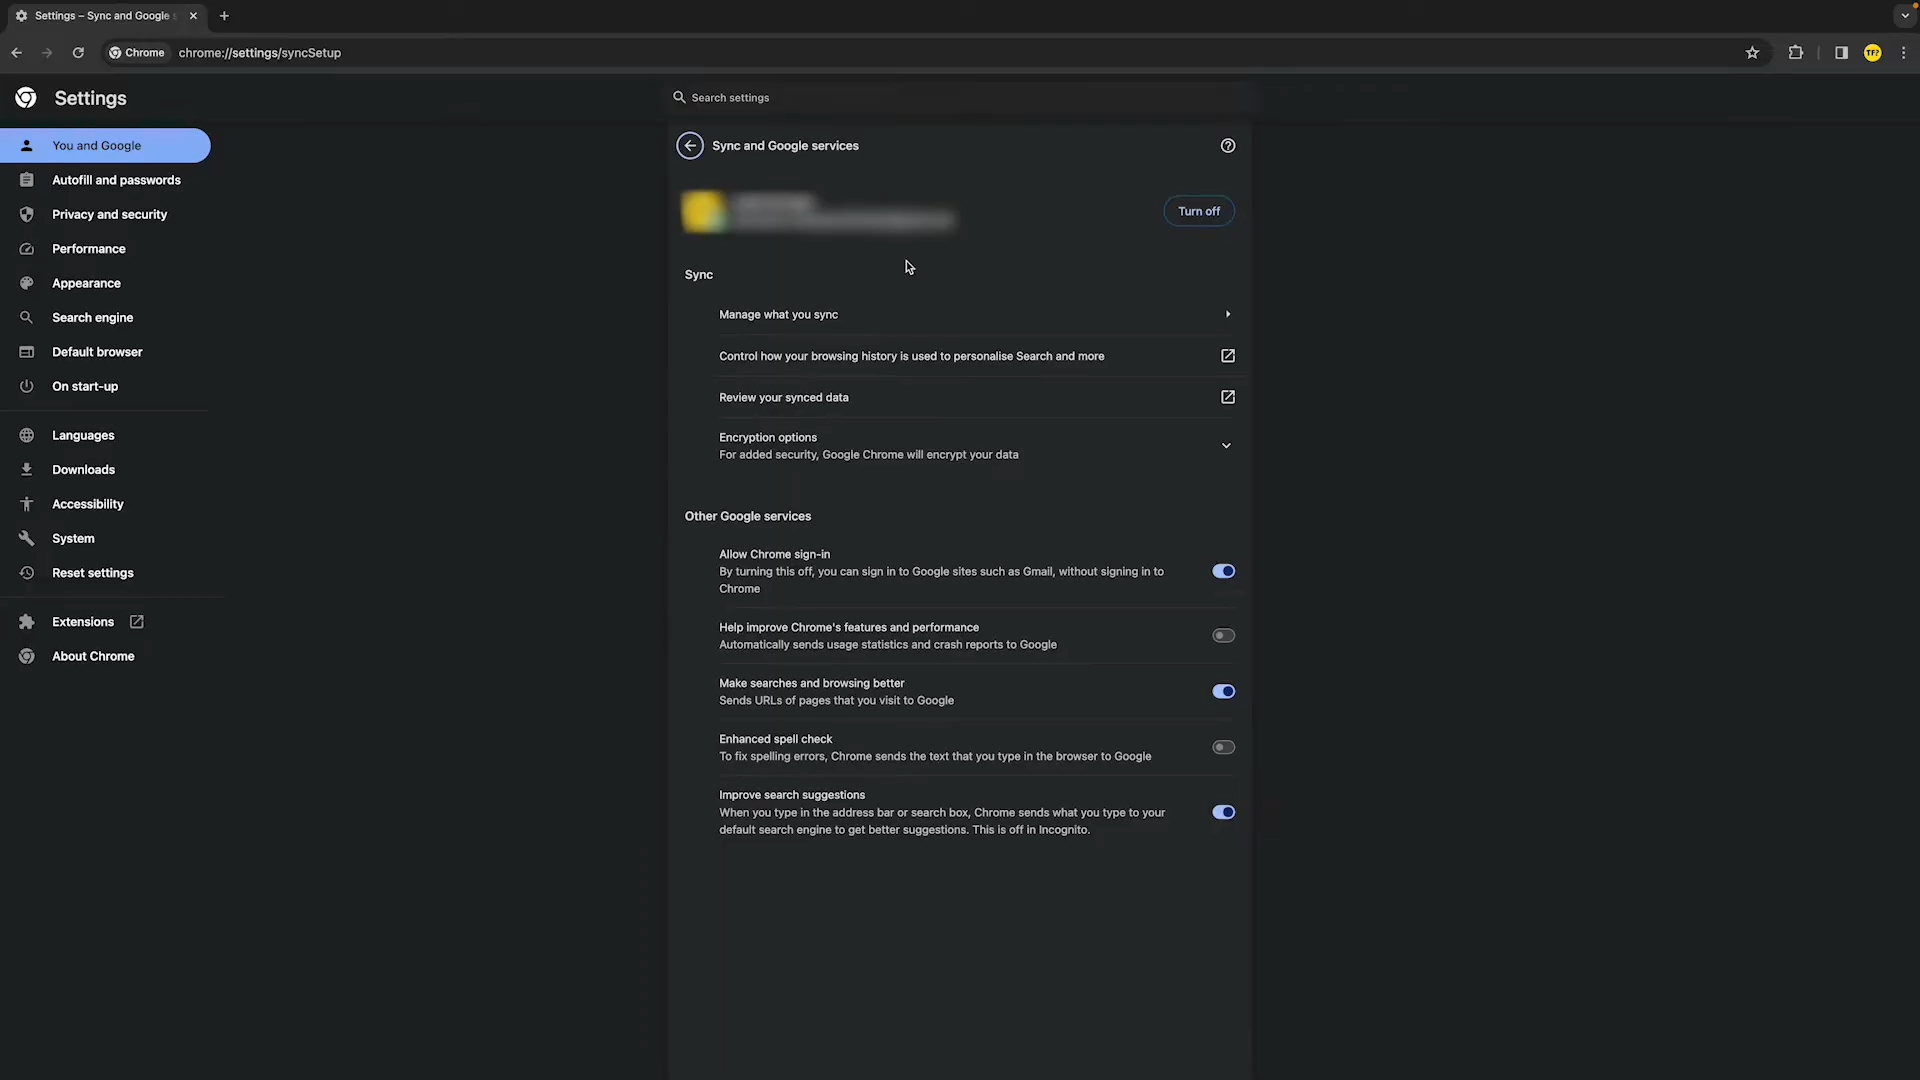 Settings – Sync and Google s
Chrome
chrome://settings/syncSetup
TF?
Settings
Search settings
You and Google
Autofill and passwords
Privacy and security
Performance
Appearance
Search engine
Default browser
On start-up
Languages
Downloads
Accessibility
System
Reset settings
Extensions
About Chrome
Sync and Google services
Turn off
Sync
Manage what you sync
Control how your browsing history is used to personalise Search and more
Review your synced data
Encryption options
For added security, Google Chrome will encrypt your data
Other Google services
Allow Chrome sign-in
By turning this off, you can sign in to Google sites such as Gmail, without signing in to
Chrome
Help improve Chrome's features and performance
Automatically sends usage statistics and crash reports to Google
Make searches and browsing better
Sends URLs of pages that you visit to Google
Enhanced spell check
To fix spelling errors, Chrome sends the text that you type in the browser to Google
Improve search suggestions
When you type in the address bar or search box, Chrome sends what you type to your
default search engine to get better suggestions. This is off in Incognito.